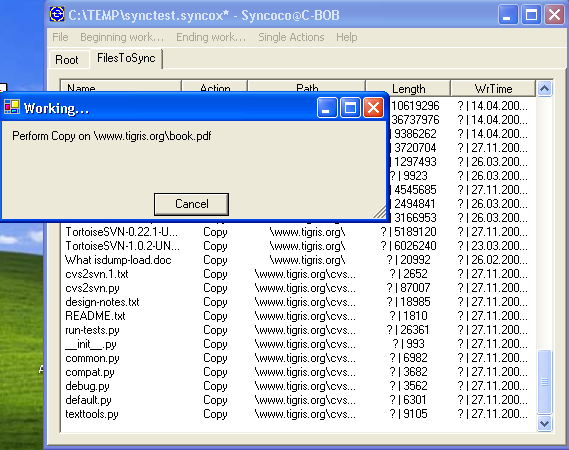 C:\TEMP\synctest.syncox* - Syncoco@C-BOB
File Beginning work... Ending work... Single Actions Help
Root FilesToSync
Name Action Path Length WrTime
10619296 ? | 14.04.200...
36737976 ? | 14.04.200...
Working...
9386262 ? | 14.04.200...
3720704 ? | 27.11.200...
Perform Copy on \www.tigris.org\book.pdf
1297493 ? | 26.03.200...
? | 9923 ? | 26.03.200...
4545685 ? | 27.11.200...
Cancel
2494841 ? | 26.03.200...
3166953 ? | 27.11.200...
TortoiseSVN-0.22.1-U... Copy \www.tigris.org\ ? | 5189120 ? | 27.11.200...
TortoiseSVN-1.0.2-UN... Copy \www.tigris.org\ ? | 6026240 ? | 23.03.200...
What isdump-load.doc Copy \www.tigris.org\ ? | 20992 ? | 26.02.200...
cvs2svn.1.txt Copy \www.tigris.org\cvs... ? | 2652 ? | 27.11.200...
cvs2svn.py Copy \www.tigris.org\cvs... ? | 87007 ? | 27.11.200...
design-notes.txt Copy \www.tigris.org\cvs... ? | 18985 ? | 27.11.200...
README.txt Copy \www.tigris.org\cvs... ? | 1810 ? | 27.11.200...
run-tests.py Copy \www.tigris.org\cvs... ? | 26361 ? | 27.11.200...
__init__.py Copy \www.tigris.org\cvs... ? | 993 ? | 27.11.200...
common.py Copy \www.tigris.org\cvs... ? | 6982 ? | 27.11.200...
compat.py Copy \www.tigris.org\cvs... ? | 3682 ? | 27.11.200...
debug.py Copy \www.tigris.org\cvs... ? | 3562 ? | 27.11.200...
default.py Copy \www.tigris.org\cvs... ? | 6301 ? | 27.11.200...
texttools.py Copy \www.tigris.org\cvs... ? | 9105 ? | 27.11.200...